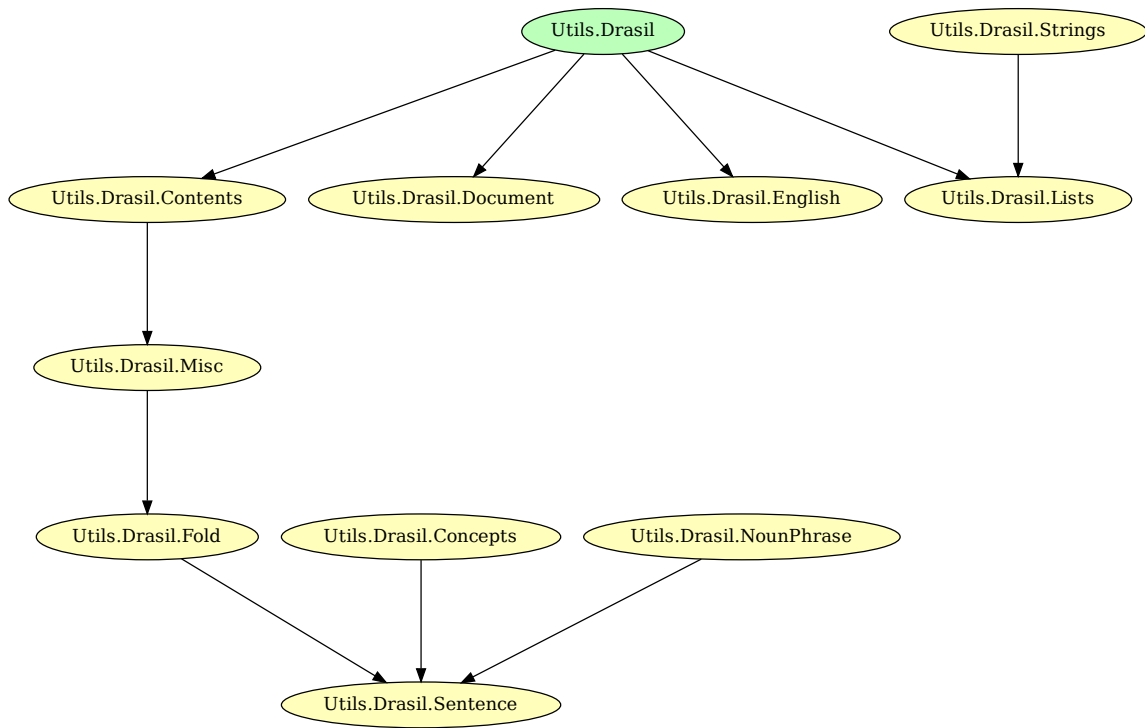 Utils.Drasil
Utils.Drasil.Strings
Utils.Drasil.Contents
Utils.Drasil.Document
Utils.Drasil.English
Utils.Drasil.Lists
Utils.Drasil.Misc
Utils.Drasil.Fold
Utils.Drasil.Concepts
Utils.Drasil.NounPhrase
Utils.Drasil.Sentence